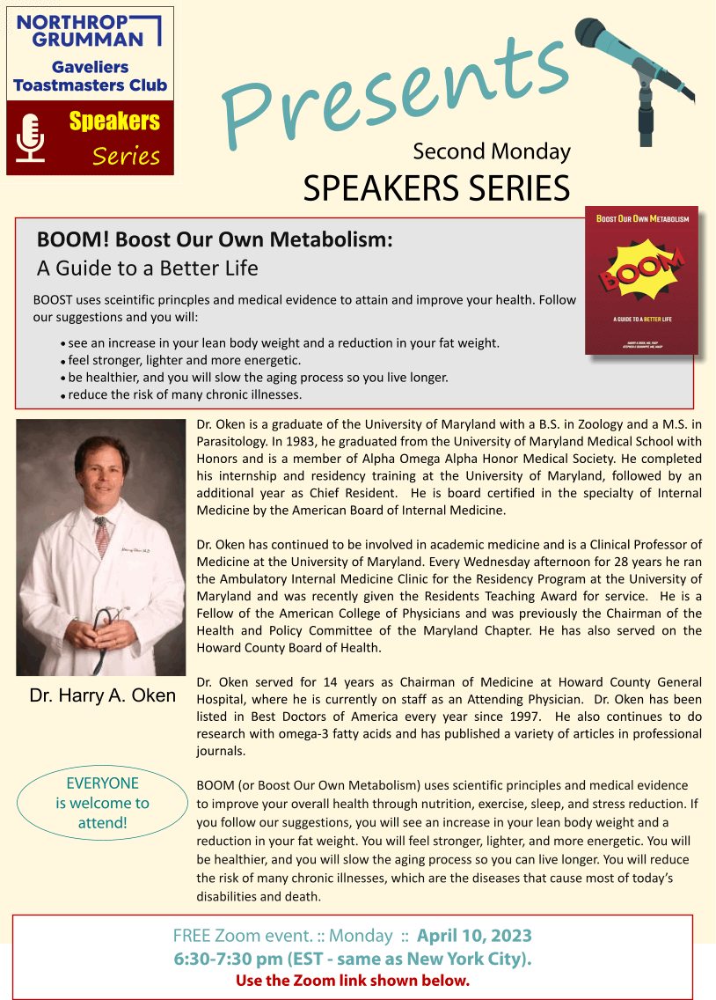 NORTHROP
GRUMMAN
Gaveliers
Toastmasters Club
Speakers
Series
Presents
Second Monday
SPEAKERS SERIES
BOOM! Boost Our Own Metabolism:
A Guide to a Better Life
BOOST uses sceintific princples and medical evidence to attain and improve your health. Follow
our suggestions and you will:
• see an increase in your lean body weight and a reduction in your fat weight.
• feel stronger, lighter and more energetic.
• be healthier, and you will slow the aging process so you live longer.
• reduce the risk of many chronic illnesses.
BOOST OUR OWN METABOLISM
BOOM
A GUIDE TO A BETTER LIFE
Dr. Oken is a graduate of the University of Maryland with a B.S. in Zoology and a M.S. in
Parasitology. In 1983, he graduated from the University of Maryland Medical School with
Honors and is a member of Alpha Omega Alpha Honor Medical Society. He completed
his internship and residency training at the University of Maryland, followed by an
additional year as Chief Resident. He is board certified in the specialty of Internal
Medicine by the American Board of Internal Medicine.
Dr. Oken has continued to be involved in academic medicine and is a Clinical Professor of
Medicine at the University of Maryland. Every Wednesday afternoon for 28 years he ran
the Ambulatory Internal Medicine Clinic for the Residency Program at the University of
Maryland and was recently given the Residents Teaching Award for service. He is a
Fellow of the American College of Physicians and was previously the Chairman of the
Health and Policy Committee of the Maryland Chapter. He has also served on the
Howard County Board of Health.
Dr. Oken served for 14 years as Chairman of Medicine at Howard County General
Hospital, where he is currently on staff as an Attending Physician. Dr. Oken has been
listed in Best Doctors of America every year since 1997. He also continues to do
research with omega-3 fatty acids and has published a variety of articles in professional
journals.
BOOM (or Boost Our Own Metabolism) uses scientific principles and medical evidence
to improve your overall health through nutrition, exercise, sleep, and stress reduction. If
you follow our suggestions, you will see an increase in your lean body weight and a
reduction in your fat weight. You will feel stronger, lighter, and more energetic. You will
be healthier, and you will slow the aging process so you can live longer. You will reduce
the risk of many chronic illnesses, which are the diseases that cause most of today's
disabilities and death.
Dr. Harry A. Oken
EVERYONE
is welcome to
attend!
FREE Zoom event. :: Monday :: April 10, 2023
6:30-7:30 pm (EST - same as New York City).
Use the Zoom link shown below.